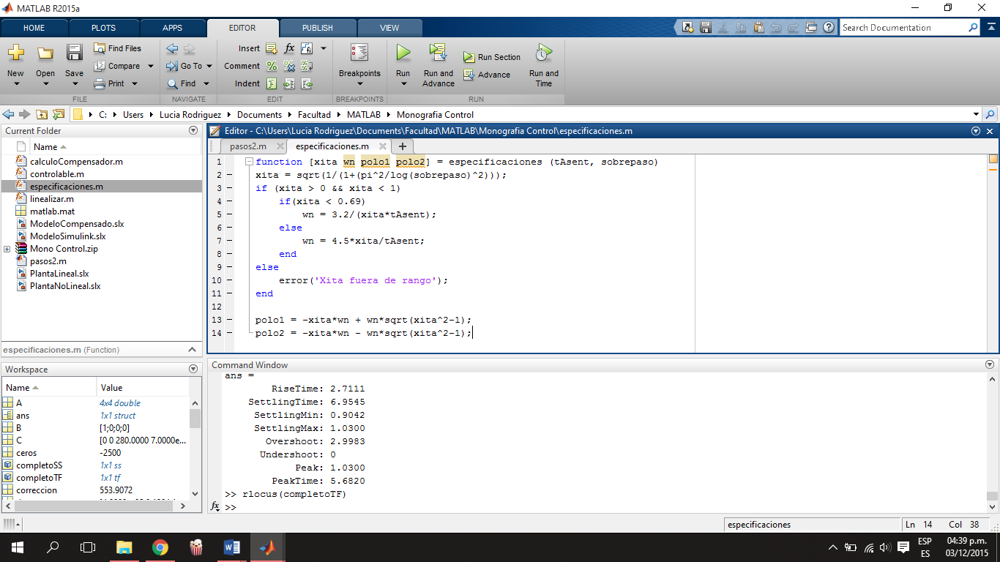 MATLAB R2015a
HOME PLOTS APPS EDITOR PUBLISH VIEW
Search Documentation
New Open Save Find Files Compare Print
Go To Find
Insert fx
Comment
Indent
Breakpoints
Run Run and Advance Run Section Advance Run and Time
FILE NAVIGATE EDIT BREAKPOINTS RUN
C: Users Lucia Rodriguez Documents Facultad MATLAB Monografia Control
Current Folder
Name
calculoCompensador.m
controlable.m
especificaciones.m
linealizar.m
matlab.mat
ModeloCompensado.slx
ModeloSimulink.slx
Mono Control.zip
pasos2.m
PlantaLineal.slx
PlantaNoLineal.slx
especificaciones.m (Function)
Workspace
Name Value
A 4x4 double
ans 1x1 struct
B [1;0;0;0]
C [0 0 280.0000 7.0000e...
ceros -2500
completoSS 1x1 ss
completoTF 1x1 tf
correccion 553.9072
Editor - C:\Users\Lucia Rodriguez\Documents\Facultad\MATLAB\Monografia Control\especificaciones.m
pasos2.m especificaciones.m
1 function [xita wn polo1 polo2] = especificaciones (tAsent, sobrepaso)
2 xita = sqrt(1/(1+(pi^2/log(sobrepaso)^2)));
3 if (xita > 0 && xita < 1)
4 if(xita < 0.69)
5 wn = 3.2/(xita*tAsent);
6 else
7 wn = 4.5*xita/tAsent;
8 end
9 else
10 error('Xita fuera de rango');
11 end
12
13 polo1 = -xita*wn + wn*sqrt(xita^2-1);
14 polo2 = -xita*wn - wn*sqrt(xita^2-1);
Command Window
ans =
RiseTime: 2.7111
SettlingTime: 6.9545
SettlingMin: 0.9042
SettlingMax: 1.0300
Overshoot: 2.9983
Undershoot: 0
Peak: 1.0300
PeakTime: 5.6820
>> rlocus(completoTF)
fx >>
especificaciones Ln 14 Col 38
ESP
ES
04:39 p.m.
03/12/2015